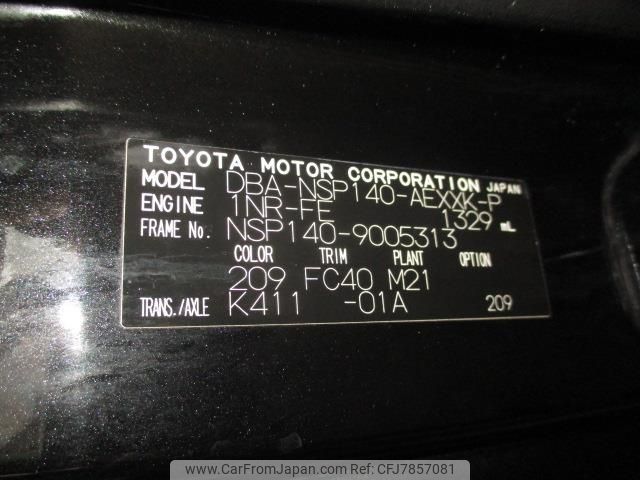 TOYOTA MOTOR CORPORATION JAPAN
MODEL DBA-NSP140-AEXXK-P
ENGINE 1NR-FE 1329 mL
FRAME No. NSP140-9005313
COLOR TRIM PLANT OPTION
209 FC40 M21
TRANS./AXLE K411 -01A 209
www.CarFromJapan.com | ID:CFJ7857081